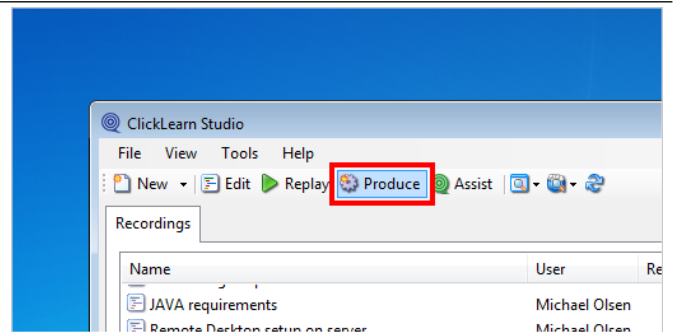 ClickLearn Studio
File View Tools Help
New Edit Replay Produce Assist
Recordings
Name User Re
JAVA requirements Michael Olsen
Remote Desktop setup on server Michael Olsen